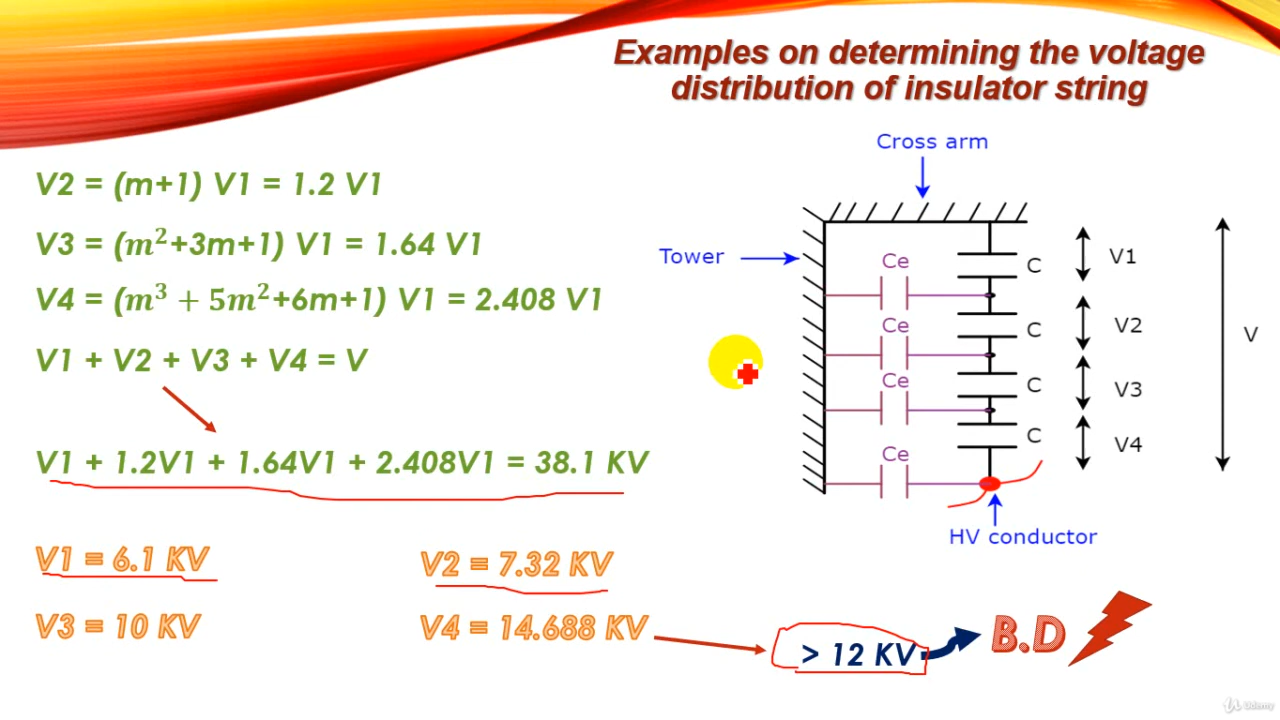 Examples on determining the voltage
distribution of insulator string
V2 = (m+1) V1 = 1.2 V1
V3 = (m²+3m+1) V1 = 1.64 V1
V4 = (m³ + 5m²+6m+1) V1 = 2.408 V1
V1 + V2 + V3 + V4 = V
V1 + 1.2V1 + 1.64V1 + 2.408V1 = 38.1 KV
V1 = 6.1 KV
V2 = 7.32 KV
V3 = 10 KV
V4 = 14.688 KV
> 12 KV
B.D
Cross arm
Tower
Ce
C
V1
Ce
C
V2
V
Ce
C
V3
C
V4
Ce
HV conductor
Udemy